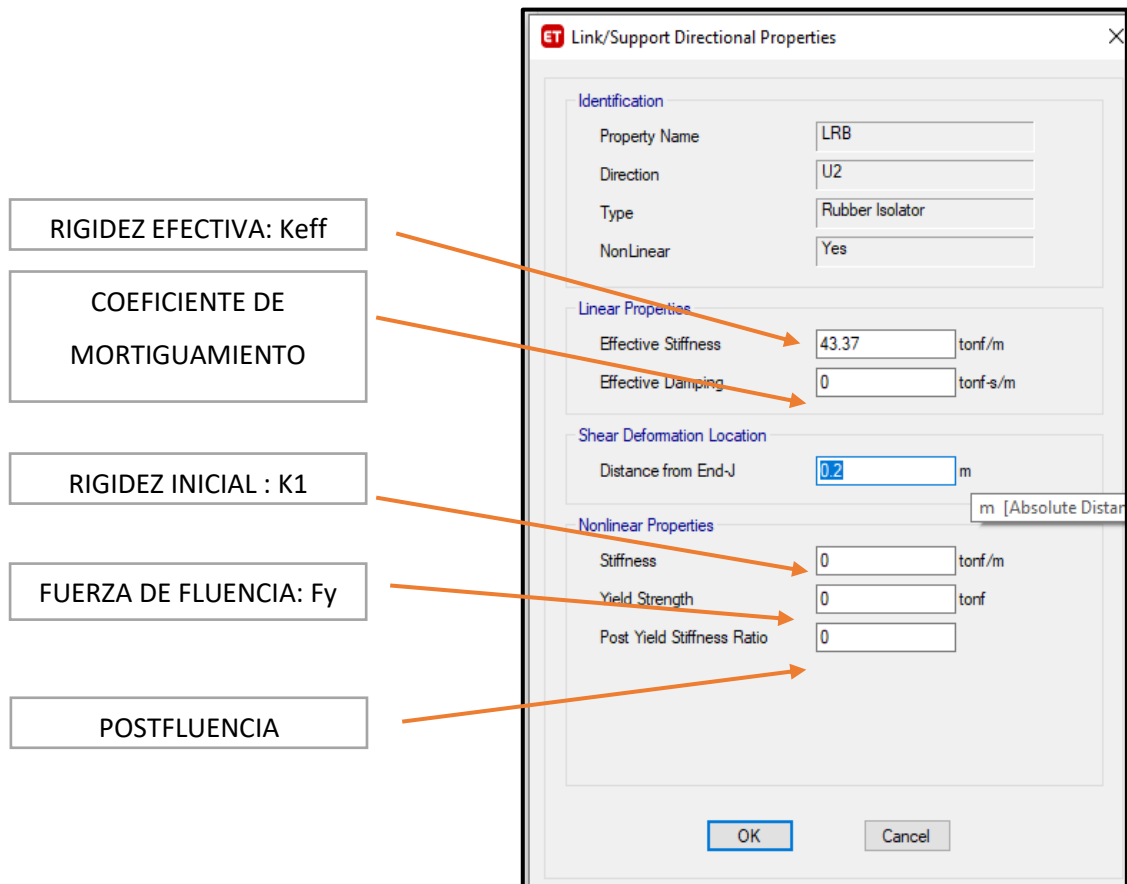 RIGIDEZ EFECTIVA: Keff
COEFICIENTE DE
MORTIGUAMIENTO
RIGIDEZ INICIAL : K1
FUERZA DE FLUENCIA: Fy
POSTFLUENCIA
ET Link/Support Directional Properties
Identification
Property Name LRB
Direction U2
Type Rubber Isolator
NonLinear Yes
Linear Properties
Effective Stiffness 43.37 tonf/m
Effective Damping 0 tonf-s/m
Shear Deformation Location
Distance from End-J 0.2 m
m [Absolute Distan
Nonlinear Properties
Stiffness 0 tonf/m
Yield Strength 0 tonf
Post Yield Stiffness Ratio 0
OK Cancel